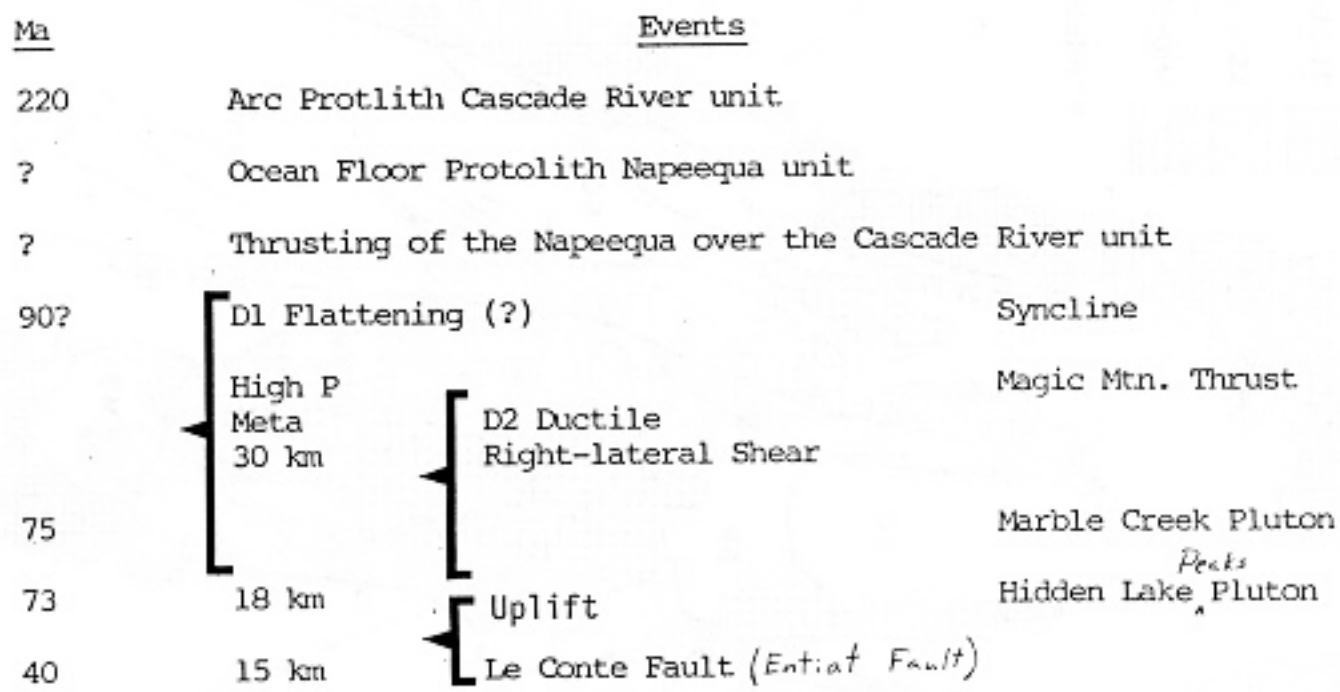 Ma Events
220 Arc Protlith Cascade River unit
? Ocean Floor Protolith Napeequa unit
? Thrusting of the Napeequa over the Cascade River unit
90? D1 Flattening (?) Syncline
High P Magic Mtn. Thrust
Meta D2 Ductile
30 km Right-lateral Shear
75 Marble Creek Pluton
Peaks
73 18 km Uplift Hidden Lake ^ Pluton
40 15 km Le Conte Fault (Entiat Fault)